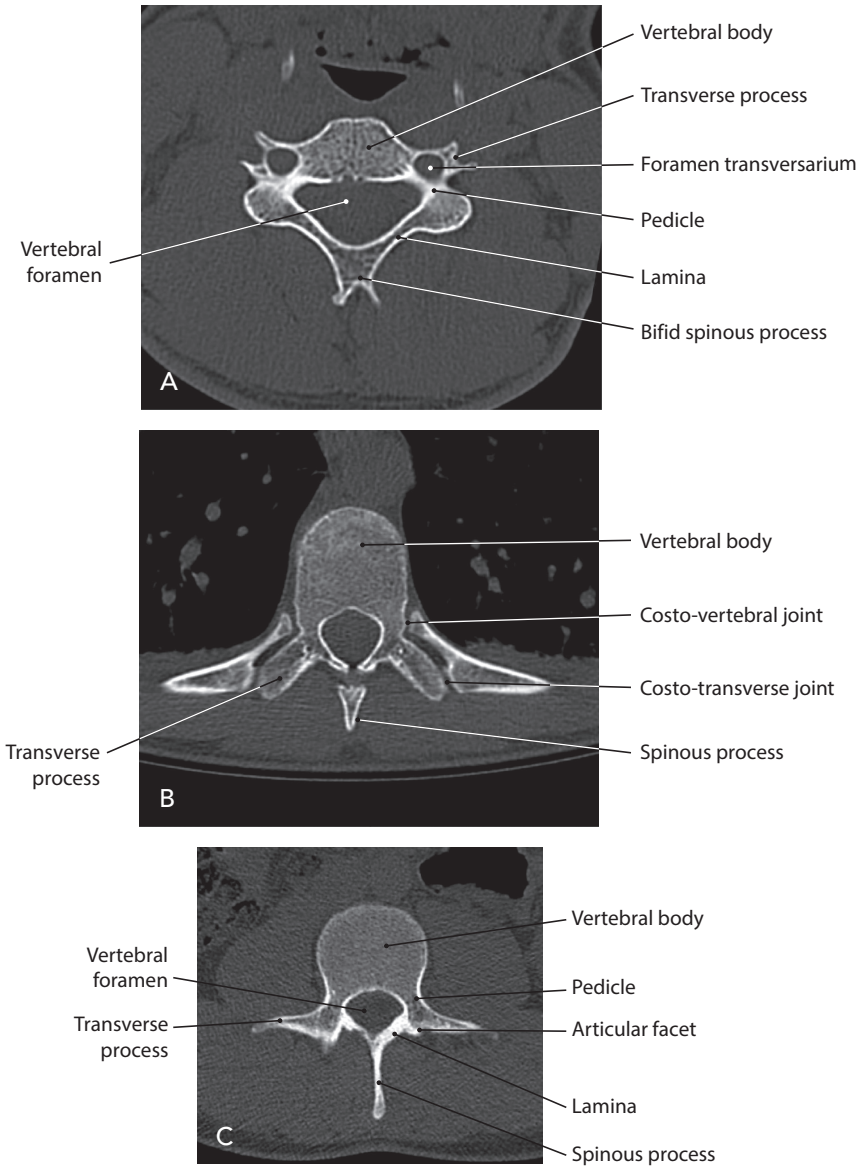 Vertebral body
Transverse process
Foramen transversarium
Pedicle
Vertebral
foramen
Lamina
Bifid spinous process
A
Vertebral body
Costo-vertebral joint
Costo-transverse joint
Transverse
process
Spinous process
B
Vertebral body
Vertebral
foramen
Pedicle
Transverse
process
Articular facet
Lamina
C
Spinous process